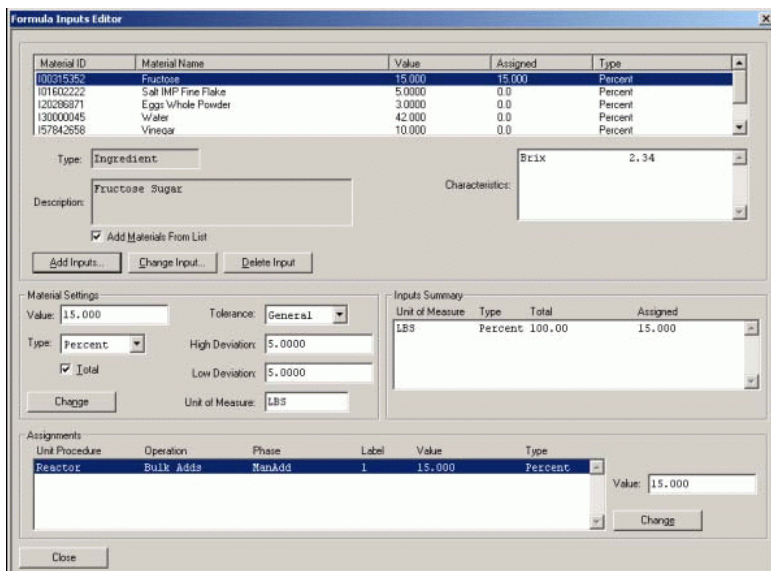 Formula Inputs Editor
Material ID Material Name Value Assigned Type
I00315352 Fructose 15.000 15.000 Percent
I01602222 Salt IMP Fine Flake 5.0000 0.0 Percent
I20286871 Eggs Whole Powder 3.0000 0.0 Percent
I30000045 Water 42.000 0.0 Percent
I57842658 Vinegar 10.000 0.0 Percent
Type: Ingredient
Description: Fructose Sugar
Characteristics: Brix 2.34
Add Materials From List
Add Inputs... Change Input... Delete Input
Material Settings
Value: 15.000 Tolerance: General
Type: Percent High Deviation: 5.0000
Total Low Deviation: 5.0000
Change Unit of Measure: LBS
Inputs Summary
Unit of Measure Type Total Assigned
LBS Percent 100.00 15.000
Assignments
Unit Procedure Operation Phase Label Value Type
Reactor Bulk Adds ManAdd 1 15.000 Percent
Value: 15.000
Change
Close